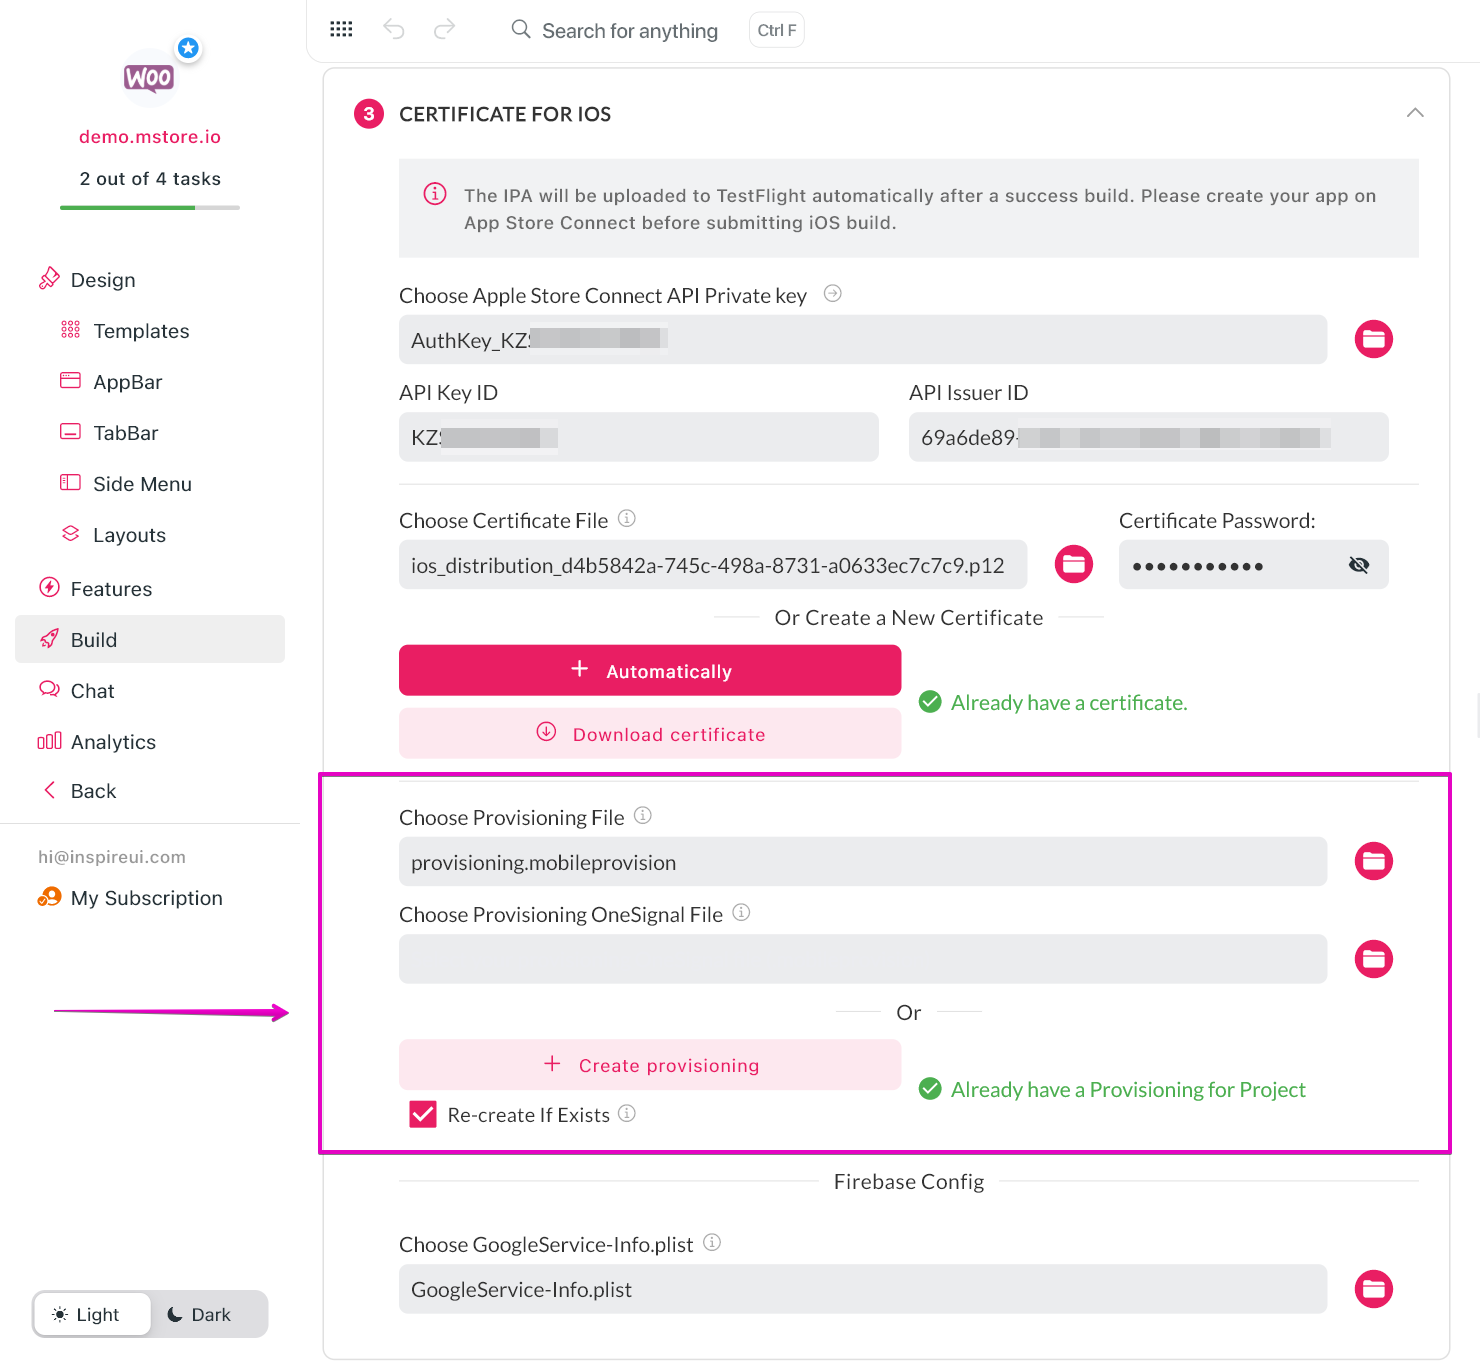 Search for anything
Ctrl F
WOO
demo.mstore.io
2 out of 4 tasks
Design
Templates
AppBar
TabBar
Side Menu
Layouts
Features
Build
Chat
Analytics
Back
hi@inspireui.com
My Subscription
Light
Dark
3 CERTIFICATE FOR IOS
The IPA will be uploaded to TestFlight automatically after a success build. Please create your app on
App Store Connect before submitting iOS build.
Choose Apple Store Connect API Private key
AuthKey_KZ
API Key ID
API Issuer ID
KZ
69a6de89-
Choose Certificate File
Certificate Password:
ios_distribution_d4b5842a-745c-498a-8731-a0633ec7c7c9.p12
•••••••••••
Or Create a New Certificate
+ Automatically
Already have a certificate.
Download certificate
Choose Provisioning File
provisioning.mobileprovision
Choose Provisioning OneSignal File
Or
+ Create provisioning
Already have a Provisioning for Project
Re-create If Exists
Firebase Config
Choose GoogleService-Info.plist
GoogleService-Info.plist